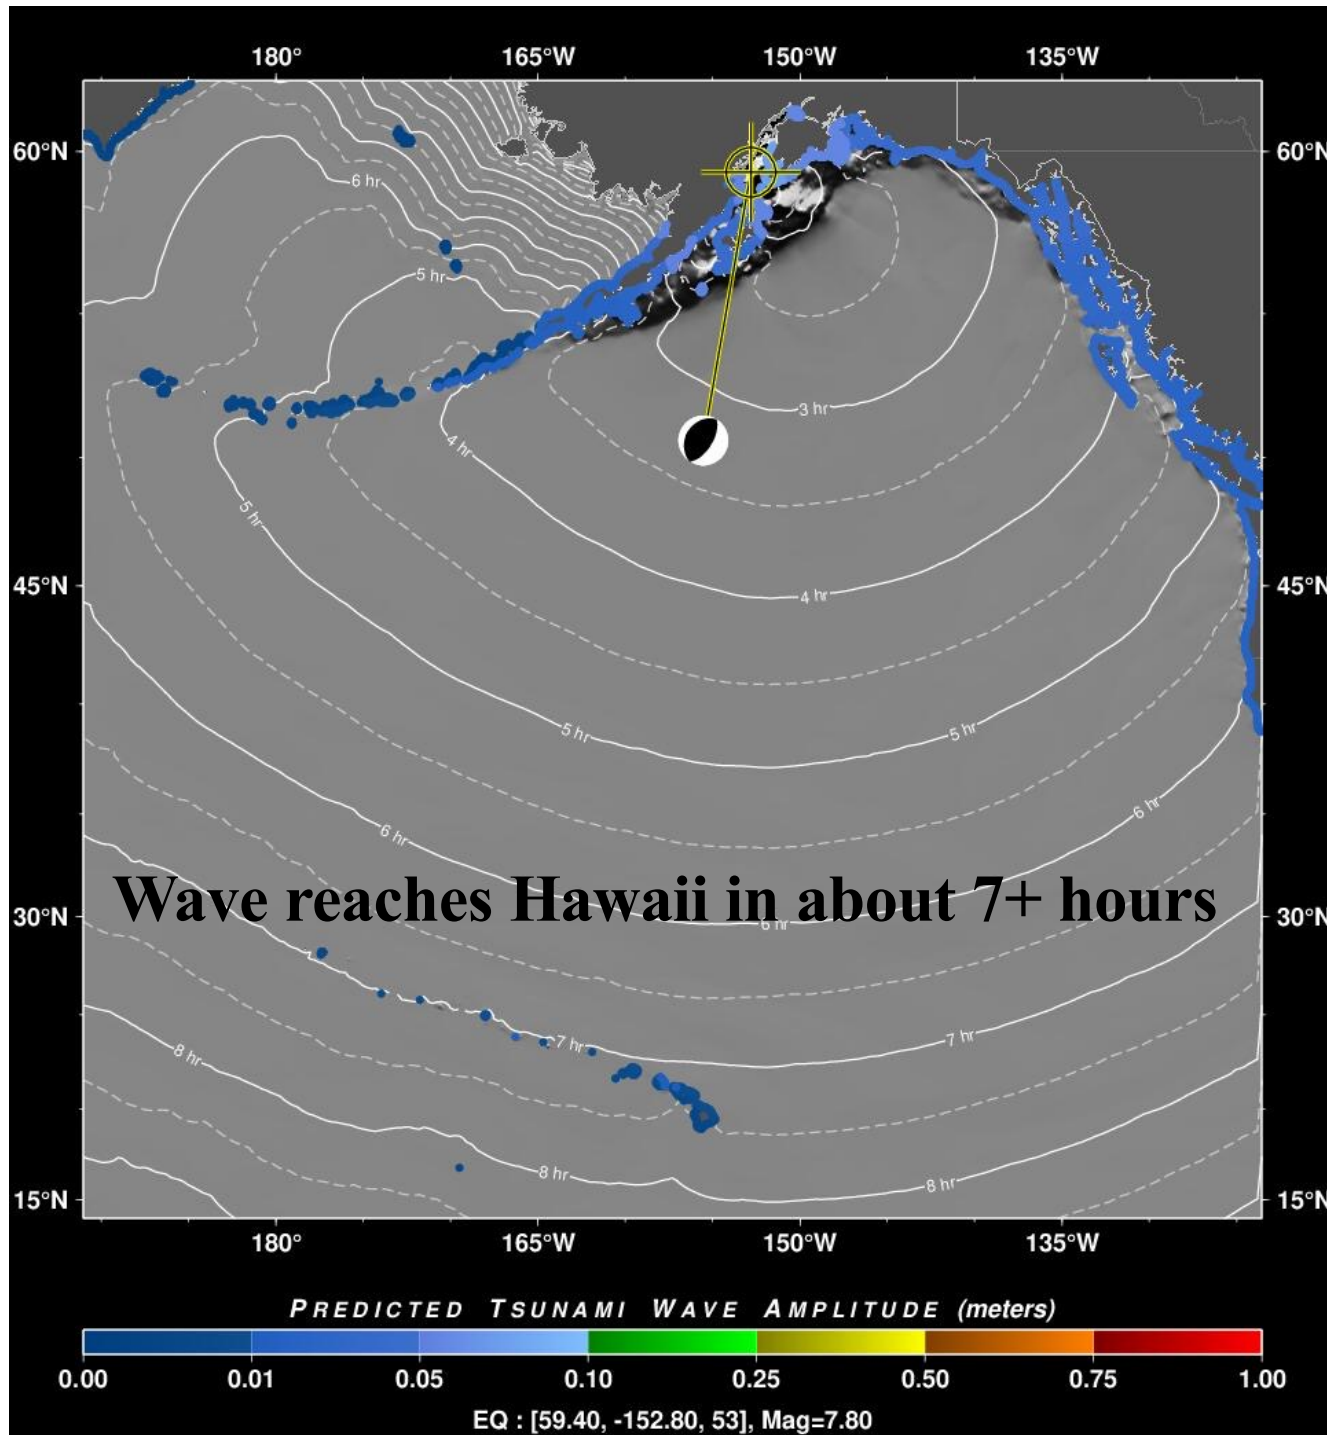 180° 165°W 150°W 135°W
60°N 60°N
6 hr
5 hr
3 hr
4 hr
5 hr
4 hr
45°N 45°N
5 hr 5 hr
6 hr 6 hr
Wave reaches Hawaii in about 7+ hours
30°N 30°N
6 hr
7 hr 7 hr
8 hr
8 hr 8 hr
15°N 15°N
180° 165°W 150°W 135°W
PREDICTED TSUNAMI WAVE AMPLITUDE (meters)
0.00 0.01 0.05 0.10 0.25 0.50 0.75 1.00
EQ : [59.40, -152.80, 53], Mag=7.80